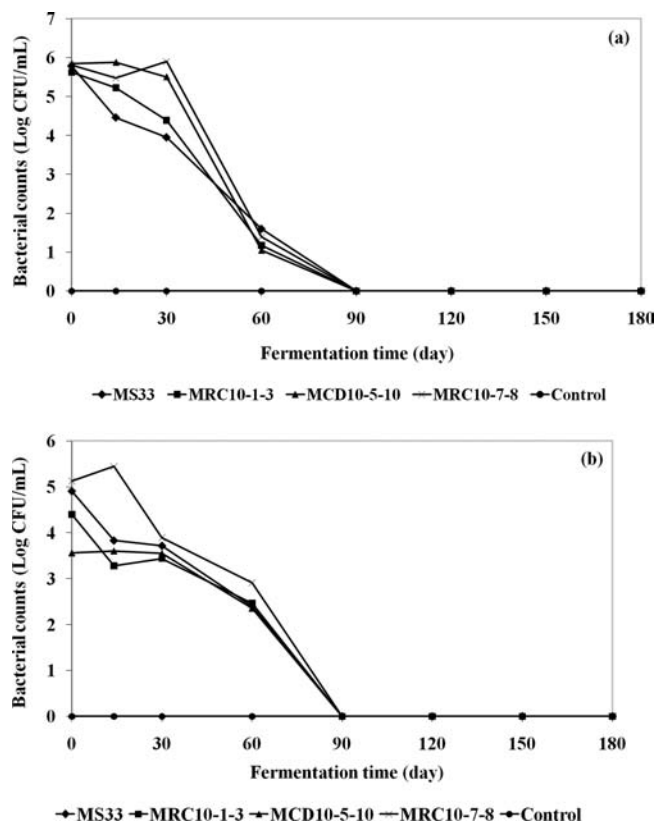 (a)
Bacterial counts (Log CFU/mL)
7
6
5
4
3
2
1
0
0 30 60 90 120 150 180
Fermentation time (day)
MS33 MRC10-1-3 MCD10-5-10 MRC10-7-8 Control
(b)
Bacterial counts (Log CFU/mL)
6
5
4
3
2
1
0
0 30 60 90 120 150 180
Fermentation time (day)
MS33 MRC10-1-3 MCD10-5-10 MRC10-7-8 Control